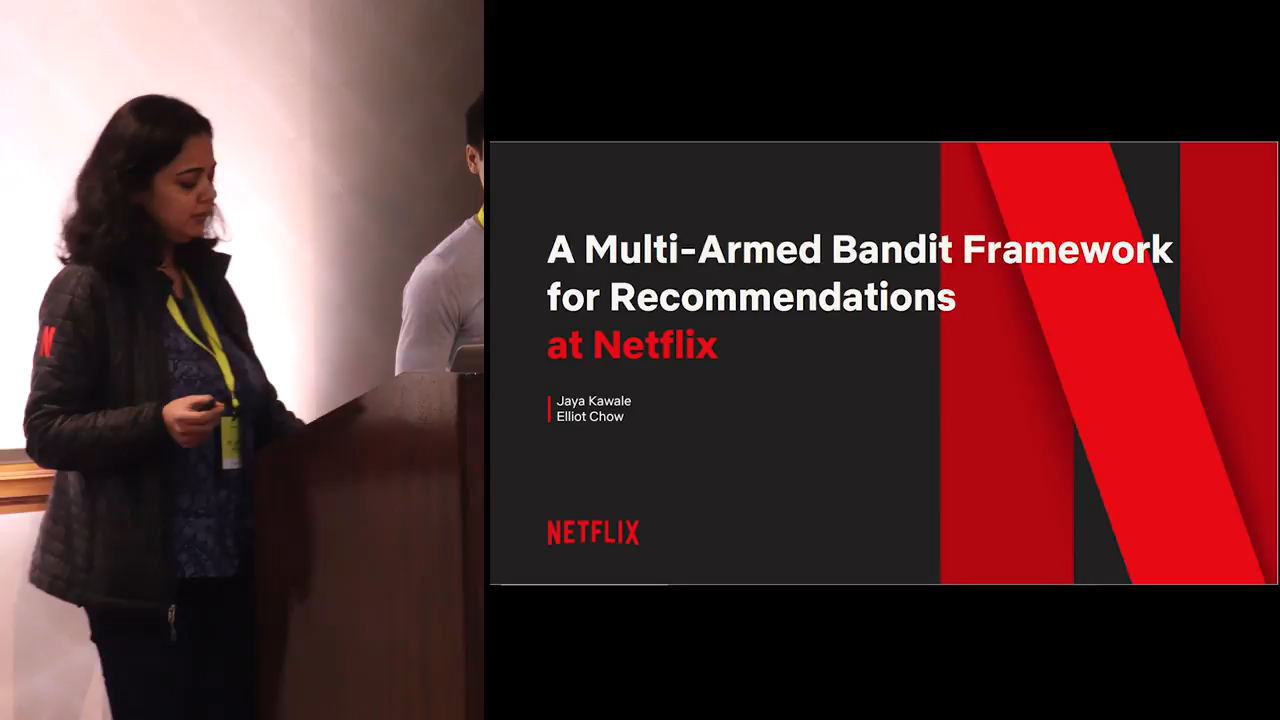 N
A Multi-Armed Bandit Framework
for Recommendations
at Netflix
Jaya Kawale
Elliot Chow
NETFLIX